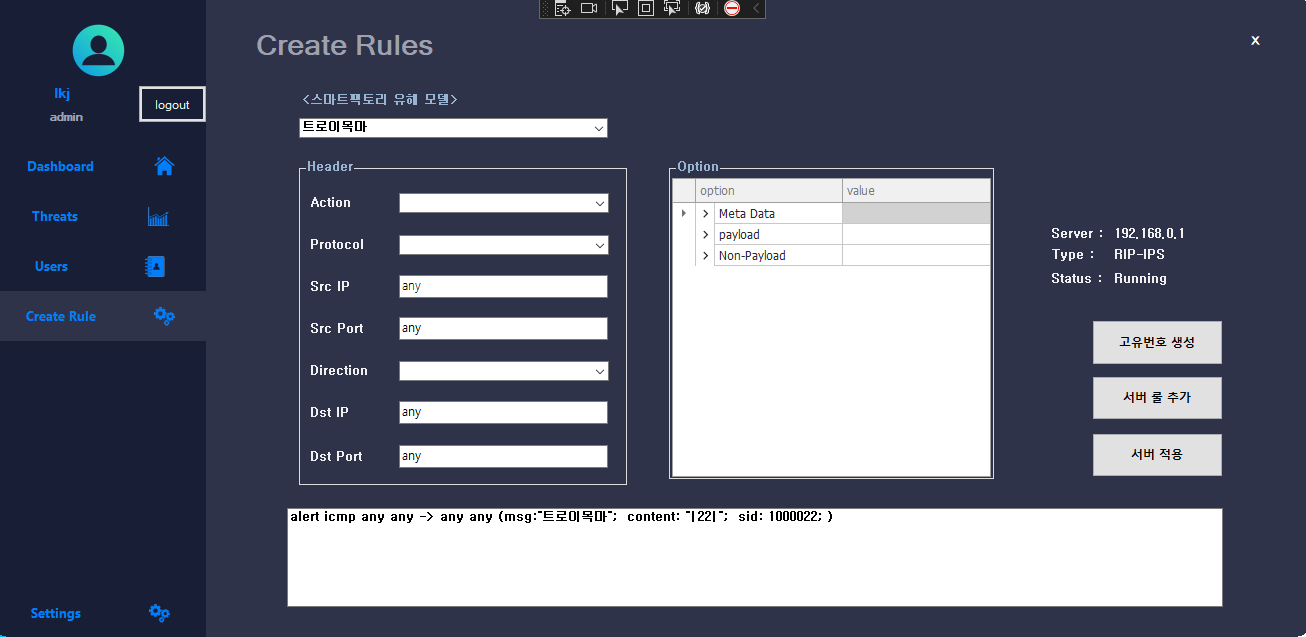 Create Rules
x
lkj
admin
logout
Dashboard
Threats
Users
Create Rule
Settings
<스마트팩토리 유해 모델>
트로이목마
Header
Action
Protocol
Src IP any
Src Port any
Direction
Dst IP any
Dst Port any
Option
option value
Meta Data
payload
Non-Payload
Server : 192.168.0.1
Type : RIP-IPS
Status : Running
고유번호 생성
서버 룰 추가
서버 적용
alert icmp any any -> any any (msg:"트로이목마"; content: "|22|"; sid: 1000022; )